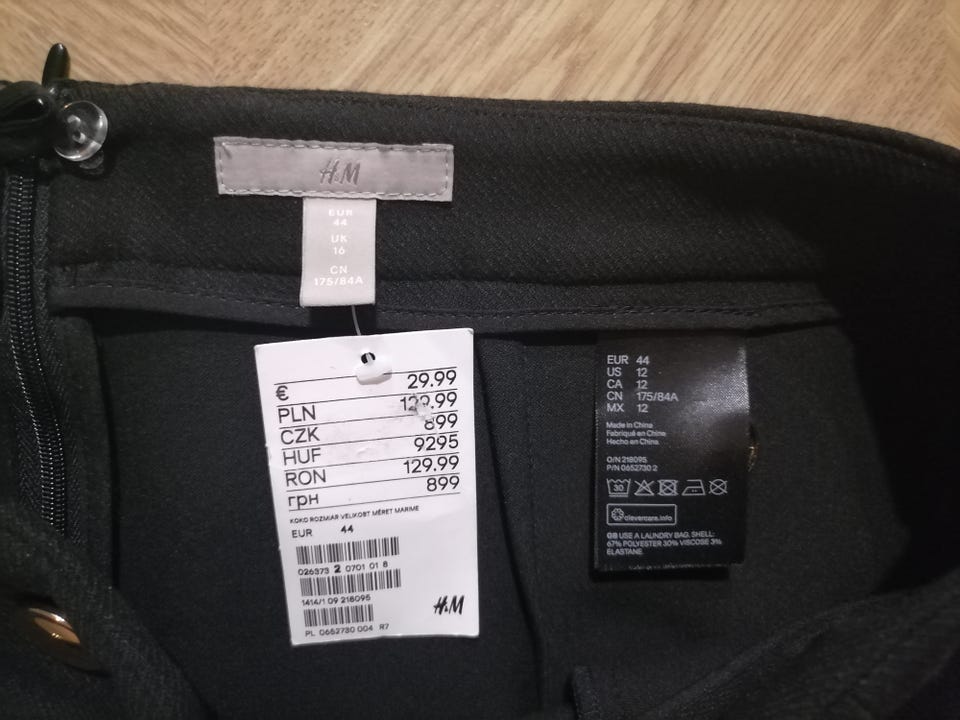 H&M
EUR
44
UK
16
CN
175/84A
€ 29.99
PLN 129.99
CZK 899
HUF 9295
RON 129.99
грн 899
KOKO ROZMIAR VELIKOST MÉRET MARIME
EUR 44
026373 2 0701 01 8
1414/1 09 218095
H&M
PL 0652730 004 R7
EUR 44
US 12
CA 12
CN 175/84A
MX 12
Made in China
Fabriqué en Chine
Hecho en China
O/N 218095
P/N 0652730 2
30
clevercare.info
GB USE A LAUNDRY BAG. SHELL:
67% POLYESTER 30% VISCOSE 3%
ELASTANE.